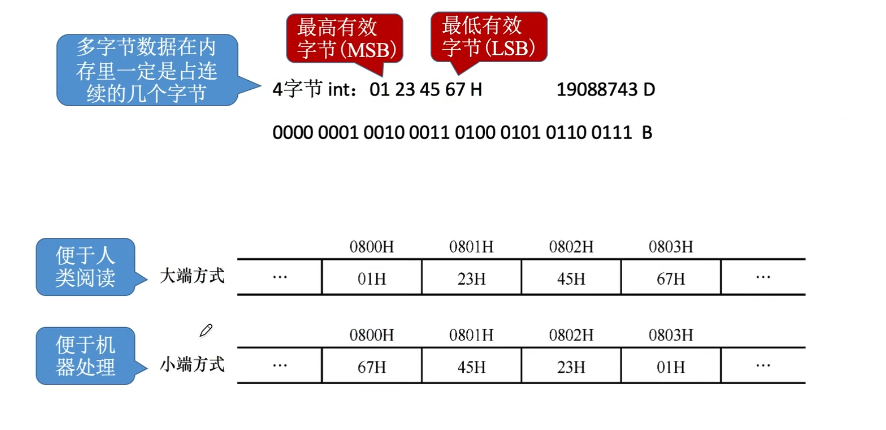 最高有效
字节(MSB)
最低有效
字节(LSB)
多字节数据在内
存里一定是占连
续的几个字节
4字节 int：01 23 45 67 H 19088743 D
0000 0001 0010 0011 0100 0101 0110 0111 B
便于人
类阅读
0800H 0801H 0802H 0803H
大端方式 … 01H 23H 45H 67H …
便于机
器处理
0800H 0801H 0802H 0803H
小端方式 … 67H 45H 23H 01H …